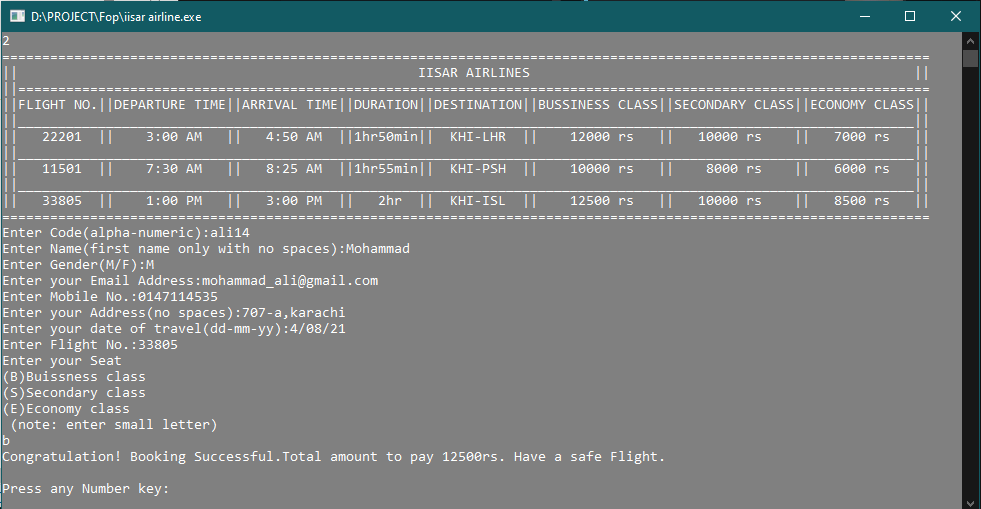 D:\PROJECT\Fop\iisar airline.exe
2
====================================================================================================================
|| IISAR AIRLINES ||
||==================================================================================================================
||FLIGHT NO.||DEPARTURE TIME||ARRIVAL TIME||DURATION||DESTINATION||BUSSINESS CLASS||SECONDARY CLASS||ECONOMY CLASS||
||________________________________________________________________________________________________________________||
|| 22201 || 3:00 AM || 4:50 AM ||1hr50min|| KHI-LHR || 12000 rs || 10000 rs || 7000 rs ||
||________________________________________________________________________________________________________________||
|| 11501 || 7:30 AM || 8:25 AM ||1hr55min|| KHI-PSH || 10000 rs || 8000 rs || 6000 rs ||
||________________________________________________________________________________________________________________||
|| 33805 || 1:00 PM || 3:00 PM || 2hr || KHI-ISL || 12500 rs || 10000 rs || 8500 rs ||
====================================================================================================================
Enter Code(alpha-numeric):ali14
Enter Name(first name only with no spaces):Mohammad
Enter Gender(M/F):M
Enter your Email Address:mohammad_ali@gmail.com
Enter Mobile No.:0147114535
Enter your Address(no spaces):707-a,karachi
Enter your date of travel(dd-mm-yy):4/08/21
Enter Flight No.:33805
Enter your Seat
(B)Buissness class
(S)Secondary class
(E)Economy class
(note: enter small letter)
b
Congratulation! Booking Successful.Total amount to pay 12500rs. Have a safe Flight.
Press any Number key: